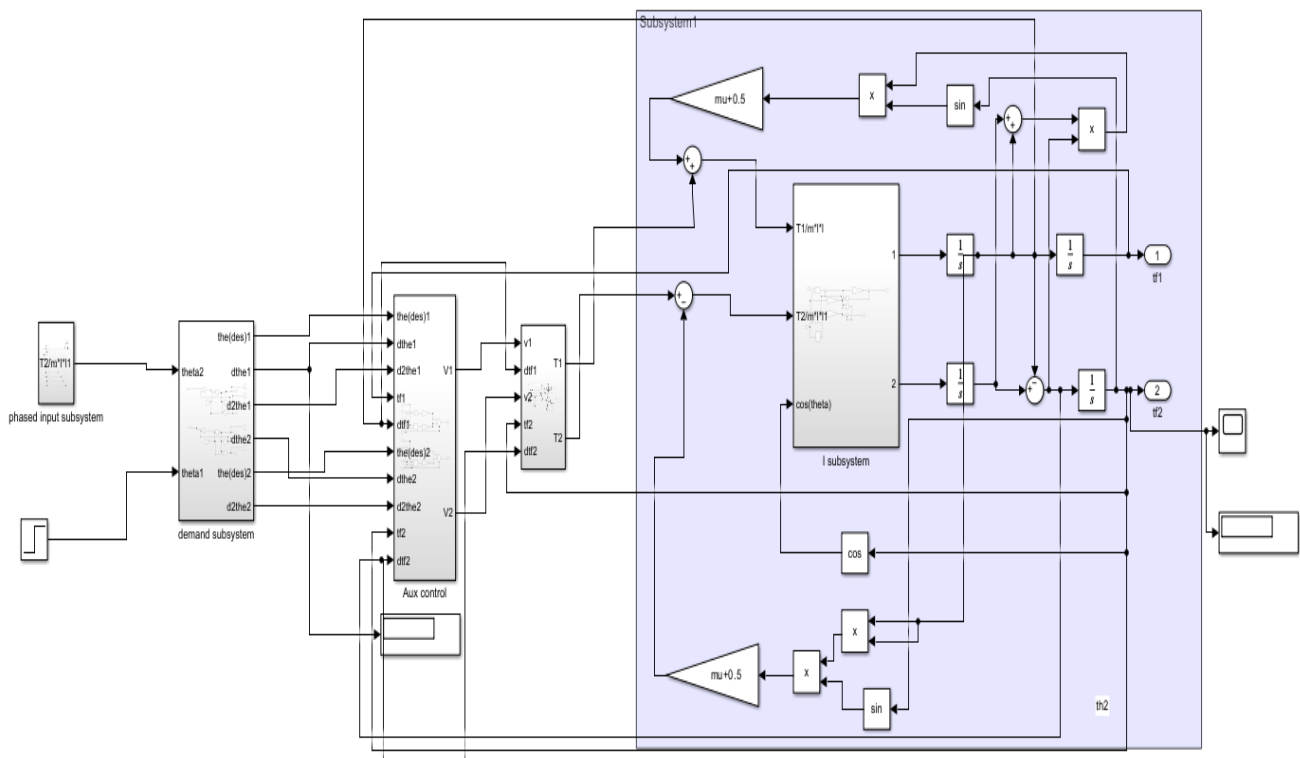 Subsystem1
mu+0.5
x
sin
+
+
x
+
+
T1/m*l*l
1
1/s
1/s
1
tf1
+
−
T2/m*l*l1
2
1/s
+
−
1/s
2
tf2
cos(theta)
I subsystem
T2/m*l*l1
phased input subsystem
theta2
theta1
the(des)1
dthe1
d2the1
dthe2
the(des)2
d2the2
demand subsystem
the(des)1
dthe1
d2the1
tf1
dtf1
the(des)2
dthe2
d2the2
tf2
dtf2
V1
V2
Aux control
v1
dtf1
v2
tf2
dtf2
T1
T2
cos
x
mu+0.5
x
sin
th2